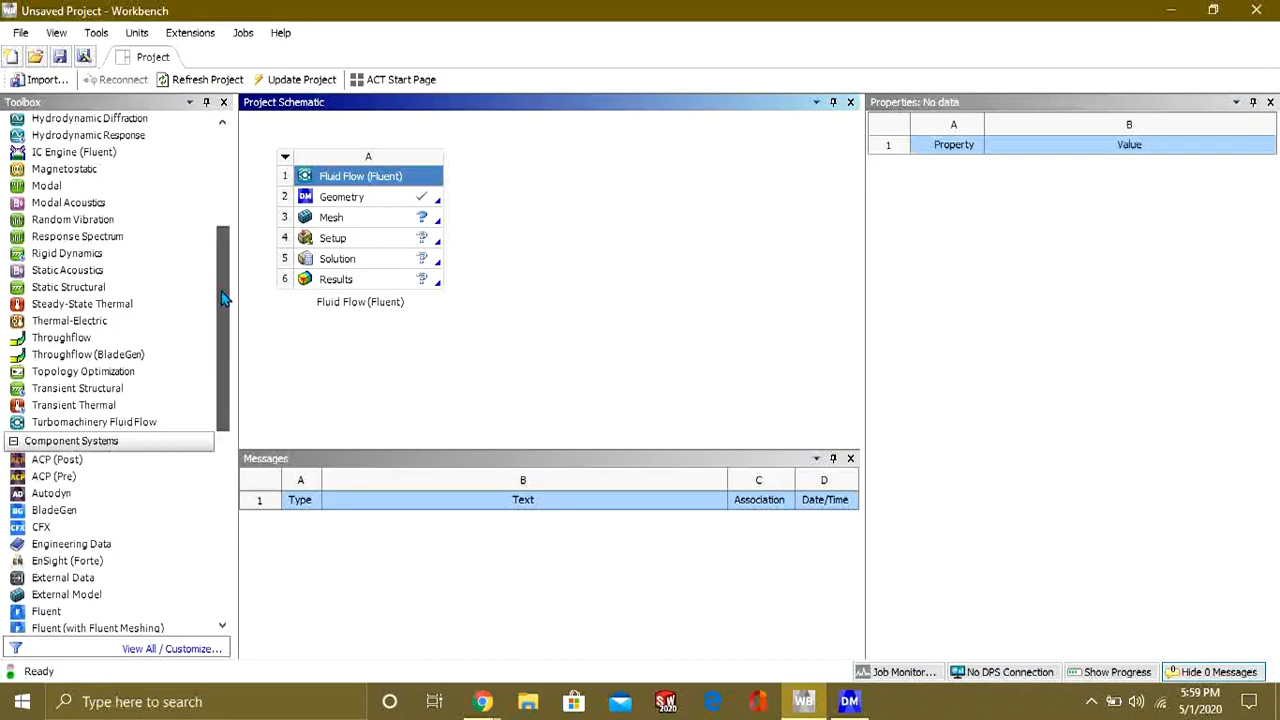 Unsaved Project - Workbench
File View Tools Units Extensions Jobs Help
Project
Import... Reconnect Refresh Project Update Project ACT Start Page
Toolbox
Hydrodynamic Diffraction
Hydrodynamic Response
IC Engine (Fluent)
Magnetostatic
Modal
Modal Acoustics
Random Vibration
Response Spectrum
Rigid Dynamics
Static Acoustics
Static Structural
Steady-State Thermal
Thermal-Electric
Throughflow
Throughflow (BladeGen)
Topology Optimization
Transient Structural
Transient Thermal
Turbomachinery Fluid Flow
Component Systems
ACP (Post)
ACP (Pre)
Autodyn
BladeGen
CFX
Engineering Data
EnSight (Forte)
External Data
External Model
Fluent
Fluent (with Fluent Meshing)
View All / Customize...
Project Schematic
A
1 Fluid Flow (Fluent)
2 DM Geometry
3 Mesh ?
4 Setup ?
5 Solution ?
6 Results ?
Fluid Flow (Fluent)
Messages
A B C D
1 Type Text Association Date/Time
Properties: No data
A B
1 Property Value
Ready
Job Monitor... No DPS Connection Show Progress Hide 0 Messages
Type here to search
SW 2020
WB
DM
5:59 PM
5/1/2020